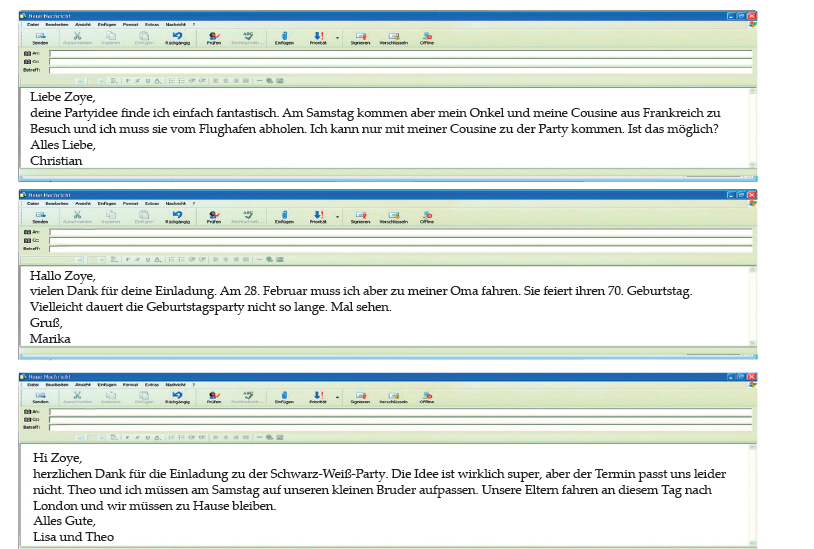 Neue Nachricht
Datei Bearbeiten Ansicht Einfügen Format Extras Nachricht ?
Senden Ausschneiden Kopieren Einfügen Rückgängig Prüfen Rechtschreib... Einfügen Priorität Signieren Verschlüsseln Offline
An:
Cc:
Betreff:
Liebe Zoye,
deine Partyidee finde ich einfach fantastisch. Am Samstag kommen aber mein Onkel und meine Cousine aus Frankreich zu
Besuch und ich muss sie vom Flughafen abholen. Ich kann nur mit meiner Cousine zu der Party kommen. Ist das möglich?
Alles Liebe,
Christian
Neue Nachricht
Datei Bearbeiten Ansicht Einfügen Format Extras Nachricht ?
Senden Ausschneiden Kopieren Einfügen Rückgängig Prüfen Rechtschreib... Einfügen Priorität Signieren Verschlüsseln Offline
An:
Cc:
Betreff:
Hallo Zoye,
vielen Dank für deine Einladung. Am 28. Februar muss ich aber zu meiner Oma fahren. Sie feiert ihren 70. Geburtstag.
Vielleicht dauert die Geburtstagsparty nicht so lange. Mal sehen.
Gruß,
Marika
Neue Nachricht
Datei Bearbeiten Ansicht Einfügen Format Extras Nachricht ?
Senden Ausschneiden Kopieren Einfügen Rückgängig Prüfen Rechtschreib... Einfügen Priorität Signieren Verschlüsseln Offline
An:
Cc:
Betreff:
Hi Zoye,
herzlichen Dank für die Einladung zu der Schwarz-Weiß-Party. Die Idee ist wirklich super, aber der Termin passt uns leider
nicht. Theo und ich müssen am Samstag auf unseren kleinen Bruder aufpassen. Unsere Eltern fahren an diesem Tag nach
London und wir müssen zu Hause bleiben.
Alles Gute,
Lisa und Theo